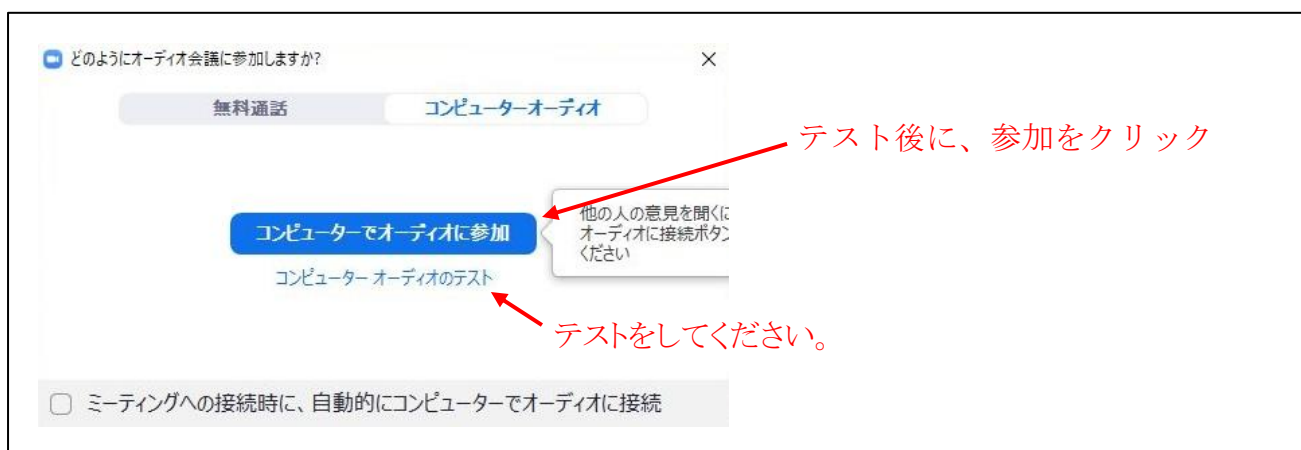 どのようにオーディオ会議に参加しますか?
無料通話
コンピューターオーディオ
テスト後に、参加をクリック
コンピューターでオーディオに参加
他の人の意見を聞くに
オーディオに接続ボタン
ください
コンピューター オーディオのテスト
テストをしてください。
ミーティングへの接続時に、自動的にコンピューターでオーディオに接続